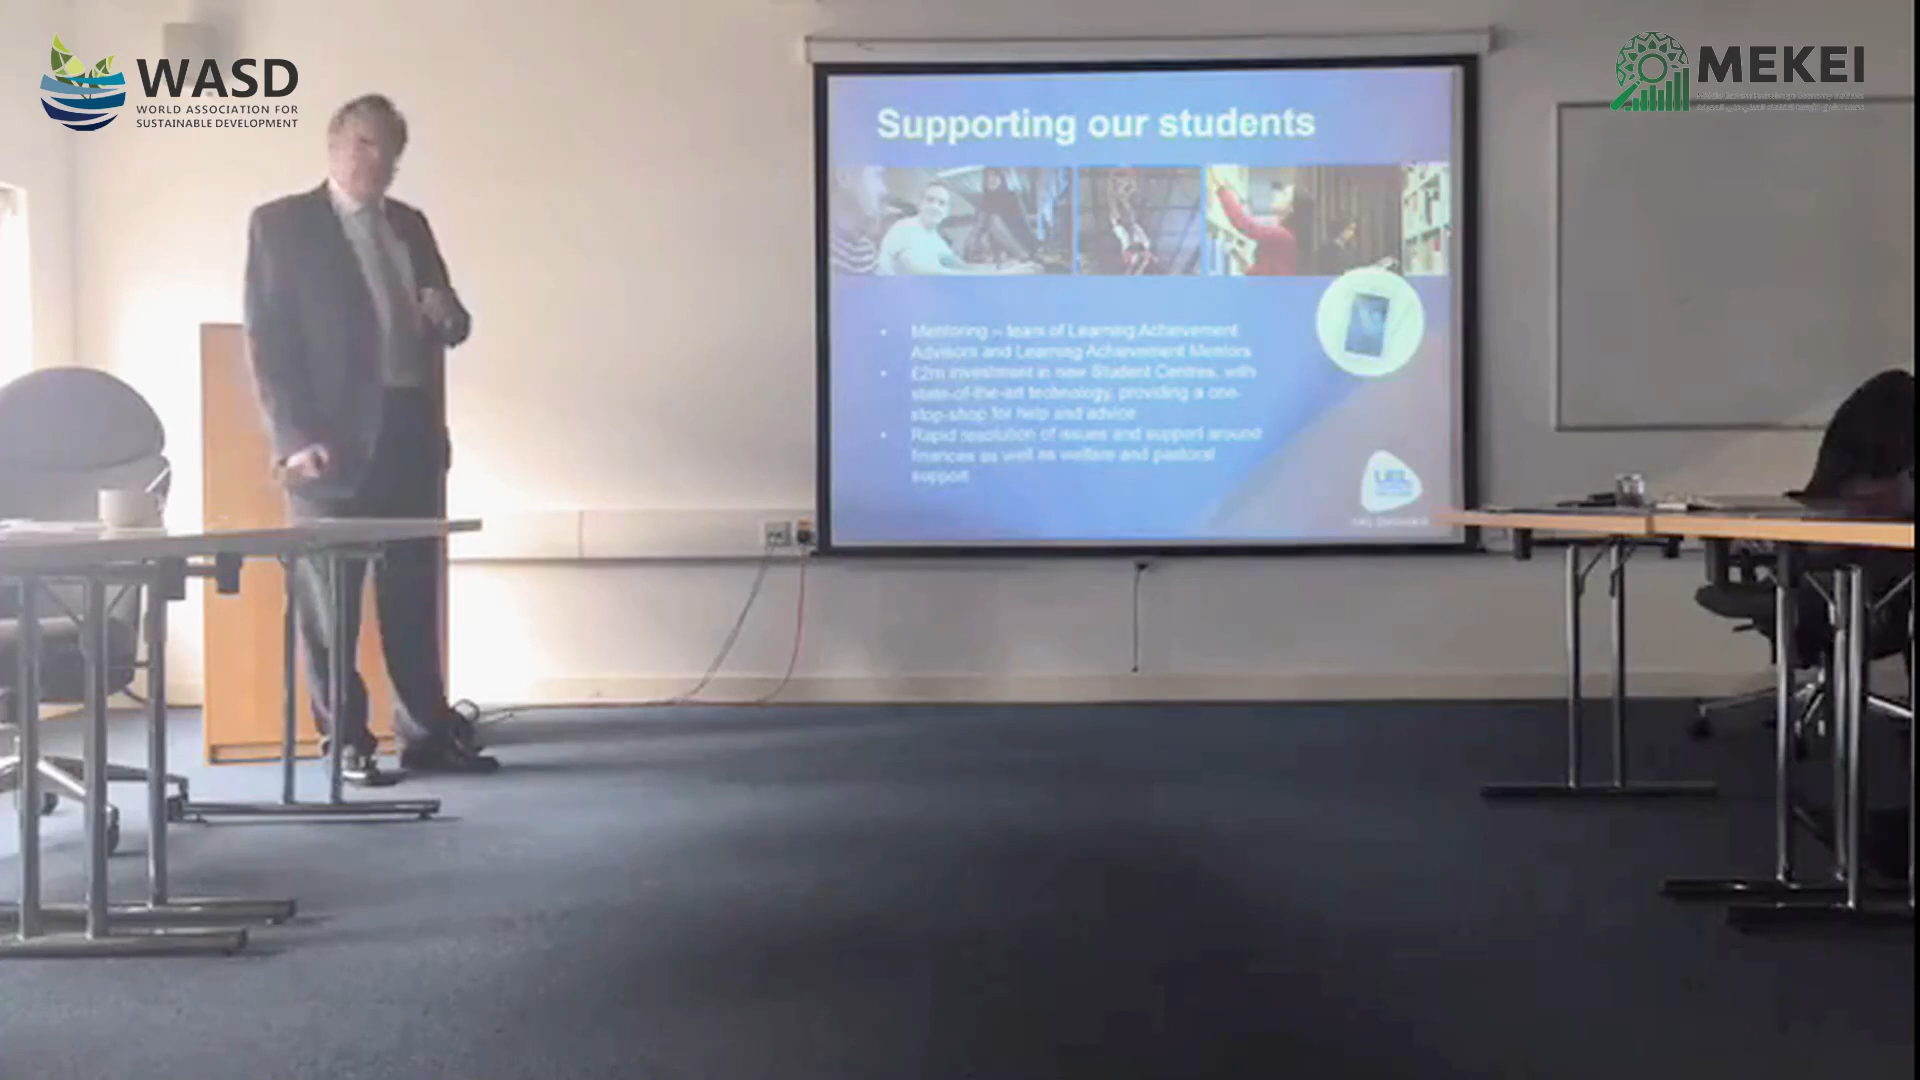 WASD
WORLD ASSOCIATION FOR
SUSTAINABLE DEVELOPMENT
MEKEI
Supporting our students
• Mentoring – team of Learning Achievement
Advisors and Learning Achievement Mentors
• £2m investment in new Student Centres, with
state-of-the-art technology, providing a one-
stop-shop for help and advice
• Rapid resolution of issues and support around
finances as well as welfare and pastoral
support